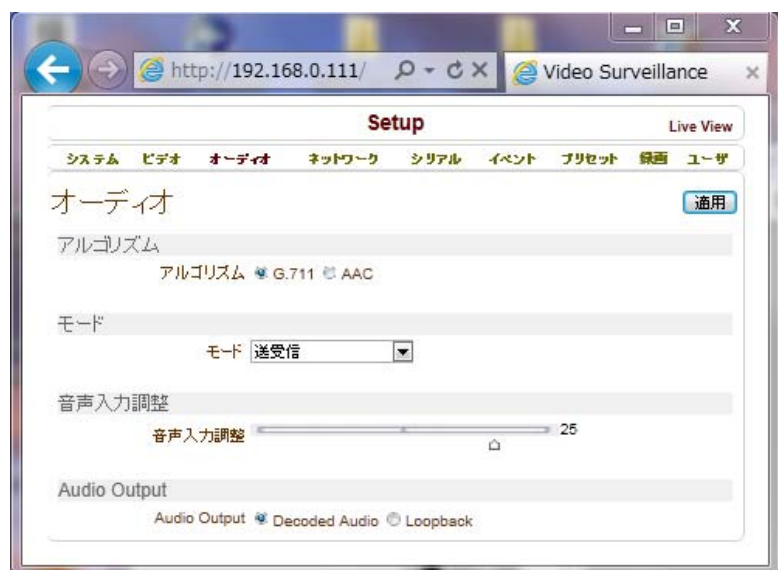 http://192.168.0.111/
Video Surveillance
Setup
Live View
システム ビデオ オーディオ ネットワーク シリアル イベント プリセット 録画 ユーザ
オーディオ
適用
アルゴリズム
アルゴリズム G.711 AAC
モード
モード 送受信
音声入力調整
音声入力調整 25
Audio Output
Audio Output Decoded Audio Loopback